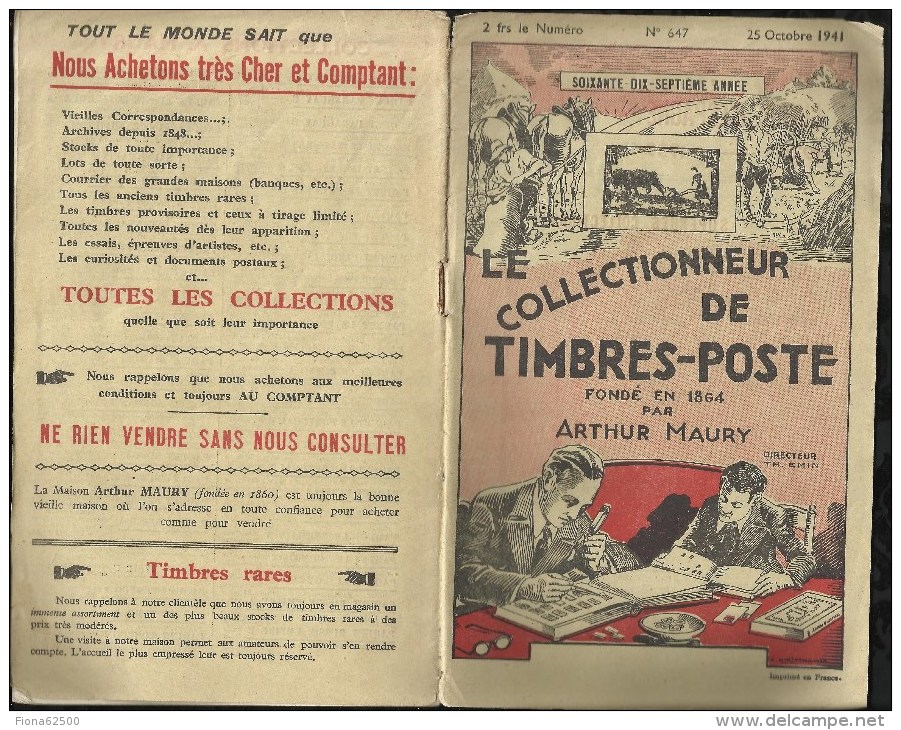 TOUT LE MONDE SAIT que
Nous Achetons très Cher et Comptant :
Vieilles Correspondances...;
Archives depuis 1848...;
Stocks de toute importance ;
Lots de toute sorte ;
Courrier des grandes maisons (banques, etc.) ;
Tous les anciens timbres rares ;
Les timbres provisoires et ceux à tirage limité ;
Toutes les nouveautés dès leur apparition ;
Les essais, épreuves d'artistes, etc. ;
Les curiosités et documents postaux ;
et...
TOUTES LES COLLECTIONS
quelle que soit leur importance
Nous rappelons que nous achetons aux meilleures
conditions et toujours AU COMPTANT
NE RIEN VENDRE SANS NOUS CONSULTER
La Maison Arthur MAURY (fondée en 1860) est toujours la bonne
vieille maison où l'on s'adresse en toute confiance pour acheter
comme pour vendre
Timbres rares
Nous rappelons à notre clientèle que nous avons toujours en magasin un
immense assortiment et un des plus beaux stocks de timbres rares à des
prix très modérés.
Une visite à notre maison permet aux amateurs de pouvoir s'en rendre
compte. L'accueil le plus empressé leur est toujours réservé.
2 frs le Numéro N° 647 25 Octobre 1941
SOIXANTE-DIX-SEPTIÈME ANNÉE
LE
COLLECTIONNEUR
DE
TIMBRES-POSTE
FONDÉ EN 1864
PAR
ARTHUR MAURY
DIRECTEUR
Imprimé en France.
Fiona62500
www.delcampe.net